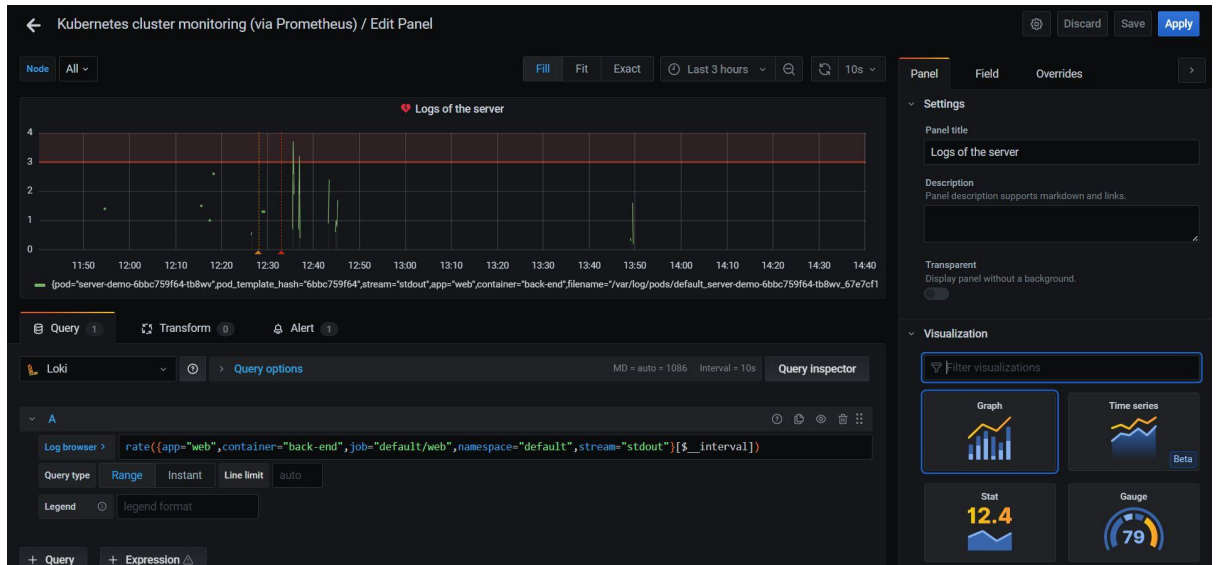 Kubernetes cluster monitoring (via Prometheus) / Edit Panel
Discard Save Apply
Node All
Fill Fit Exact Last 3 hours 10s
Panel Field Overrides
Logs of the server
4
3
2
1
0
11:50 12:00 12:10 12:20 12:30 12:40 12:50 13:00 13:10 13:20 13:30 13:40 13:50 14:00 14:10 14:20 14:30 14:40
{pod="server-demo-6bbc759f64-tb8wv",pod_template_hash="6bbc759f64",stream="stdout",app="web",container="back-end",filename="/var/log/pods/default_server-demo-6bbc759f64-tb8wv_67e7cf1
Query 1 Transform 0 Alert 1
Loki Query options MD = auto = 1086 Interval = 10s Query inspector
A
Log browser > rate({app="web",container="back-end",job="default/web",namespace="default",stream="stdout"}[$__interval])
Query type Range Instant Line limit auto
Legend legend format
+ Query + Expression
Settings
Panel title
Logs of the server
Description
Panel description supports markdown and links.
Transparent
Display panel without a background.
Visualization
Filter visualizations
Graph Time series
Beta
Stat Gauge
12.4 79